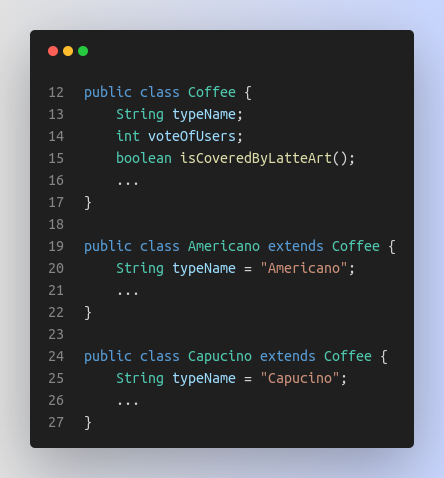 12 public class Coffee {
13     String typeName;
14     int voteOfUsers;
15     boolean isCoveredByLatteArt();
16     ...
17 }
18
19 public class Americano extends Coffee {
20     String typeName = "Americano";
21     ...
22 }
23
24 public class Capucino extends Coffee {
25     String typeName = "Capucino";
26     ...
27 }